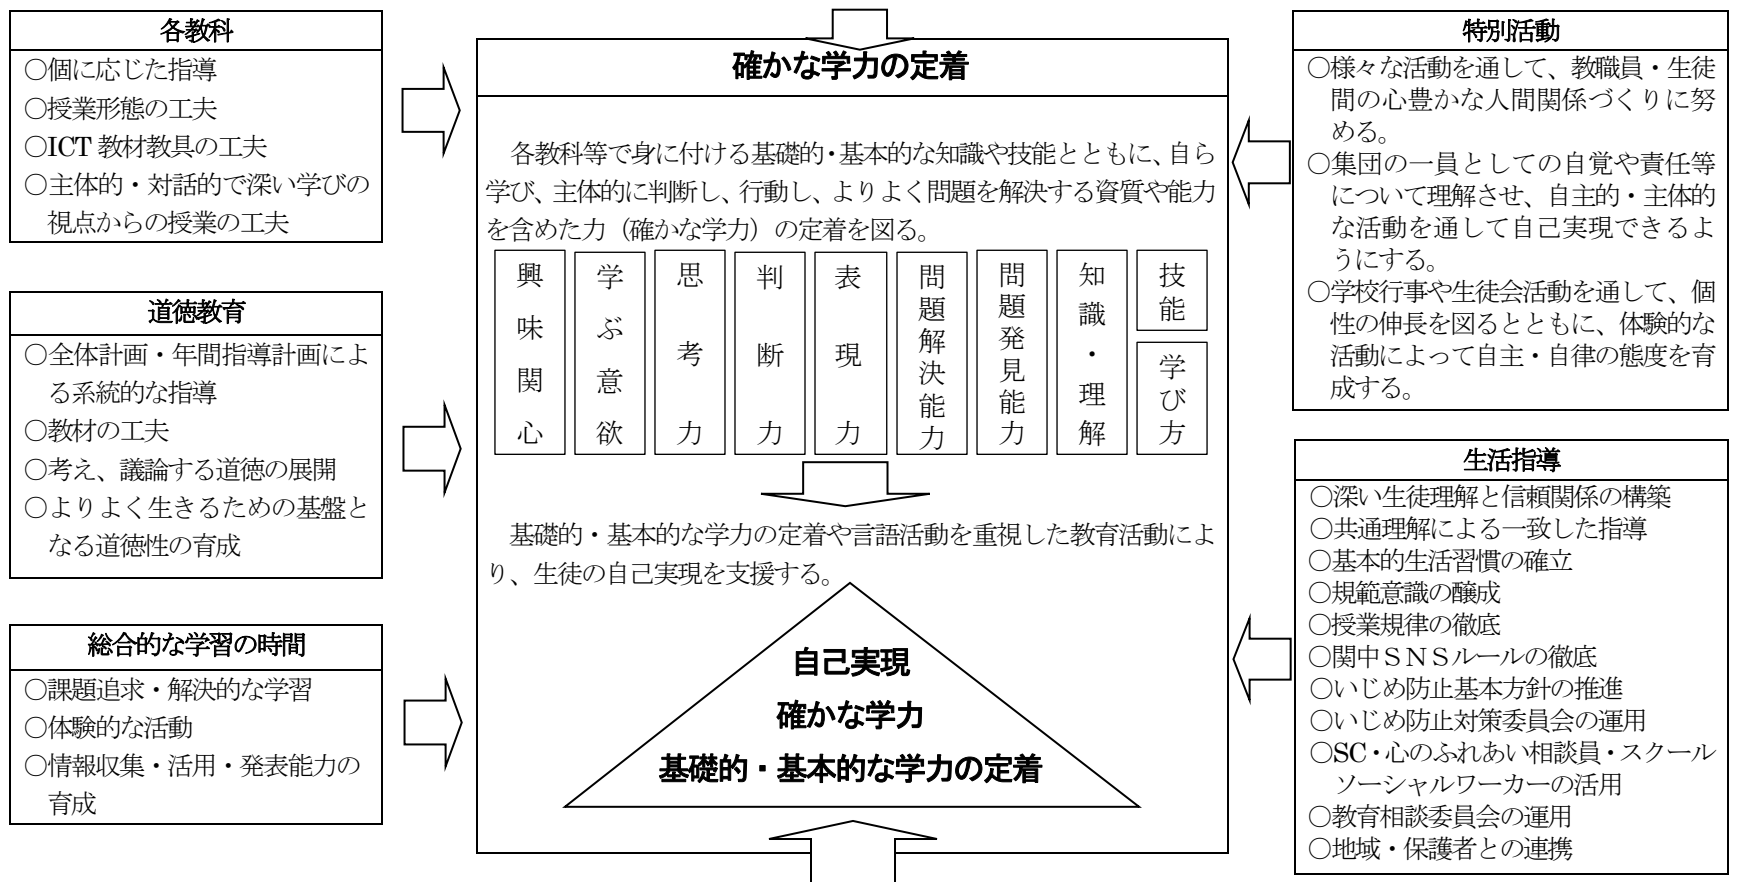 各教科
○個に応じた指導
○授業形態の工夫
○ICT 教材教具の工夫
○主体的・対話的で深い学びの
視点からの授業の工夫
道徳教育
○全体計画・年間指導計画によ
る系統的な指導
○教材の工夫
○考え、議論する道徳の展開
○よりよく生きるための基盤と
なる道徳性の育成
総合的な学習の時間
○課題追求・解決的な学習
○体験的な活動
○情報収集・活用・発表能力の
育成
確かな学力の定着
各教科等で身に付ける基礎的・基本的な知識や技能とともに、自ら
学び、主体的に判断し、行動し、よりよく問題を解決する資質や能力
を含めた力（確かな学力）の定着を図る。
興味関心
学ぶ意欲
思考力
判断力
表現力
問題解決能力
問題発見能力
知識・理解
技能
学び方
基礎的・基本的な学力の定着や言語活動を重視した教育活動によ
り、生徒の自己実現を支援する。
自己実現
確かな学力
基礎的・基本的な学力の定着
特別活動
○様々な活動を通して、教職員・生徒
間の心豊かな人間関係づくりに努
める。
○集団の一員としての自覚や責任等
について理解させ、自主的・主体的
な活動を通して自己実現できるよ
うにする。
○学校行事や生徒会活動を通して、個
性の伸長を図るとともに、体験的な
活動によって自主・自律の態度を育
成する。
生活指導
○深い生徒理解と信頼関係の構築
○共通理解による一致した指導
○基本的生活習慣の確立
○規範意識の醸成
○授業規律の徹底
○関中ＳＮＳルールの徹底
○いじめ防止基本方針の推進
○いじめ防止対策委員会の運用
○SC・心のふれあい相談員・スクール
ソーシャルワーカーの活用
○教育相談委員会の運用
○地域・保護者との連携